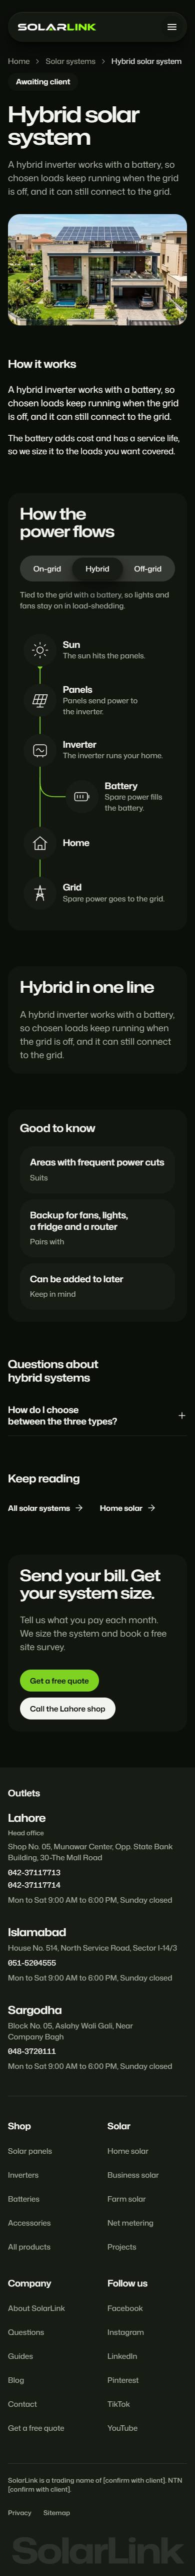 SOLARLINK
Home > Solar systems > Hybrid solar system
Awaiting client
Hybrid solar
system
A hybrid inverter works with a battery, so
chosen loads keep running when the grid
is off, and it can still connect to the grid.
How it works
A hybrid inverter works with a battery, so
chosen loads keep running when the grid
is off, and it can still connect to the grid.
The battery adds cost and has a service life,
so we size it to the loads you want covered.
How the
power flows
On-grid Hybrid Off-grid
Tied to the grid with a battery, so lights and
fans stay on in load-shedding.
Sun
The sun hits the panels.
Panels
Panels send power to
the inverter.
Inverter
The inverter runs your home.
Battery
Spare power fills
the battery.
Home
Grid
Spare power goes to the grid.
Hybrid in one line
A hybrid inverter works with a battery,
so chosen loads keep running when
the grid is off, and it can still connect
to the grid.
Good to know
Areas with frequent power cuts
Suits
Backup for fans, lights,
a fridge and a router
Pairs with
Can be added to later
Keep in mind
Questions about
hybrid systems
How do I choose
between the three types?
Keep reading
All solar systems → Home solar →
Send your bill. Get
your system size.
Tell us what you pay each month.
We size the system and book a free
site survey.
Get a free quote
Call the Lahore shop
Outlets
Lahore
Head office
Shop No. 05, Munawar Center, Opp. State Bank
Building, 30-The Mall Road
042-37117713
042-37117714
Mon to Sat 9:00 AM to 6:00 PM, Sunday closed
Islamabad
House No. 514, North Service Road, Sector I-14/3
051-5204555
Mon to Sat 9:00 AM to 6:00 PM, Sunday closed
Sargodha
Block No. 05, Aslahy Wali Gali, Near
Company Bagh
048-3720111
Mon to Sat 9:00 AM to 6:00 PM, Sunday closed
Shop
Solar panels
Inverters
Batteries
Accessories
All products
Solar
Home solar
Business solar
Farm solar
Net metering
Projects
Company
About SolarLink
Questions
Guides
Blog
Contact
Get a free quote
Follow us
Facebook
Instagram
LinkedIn
Pinterest
TikTok
YouTube
SolarLink is a trading name of [confirm with client]. NTN
[confirm with client].
Privacy Sitemap
SolarLink